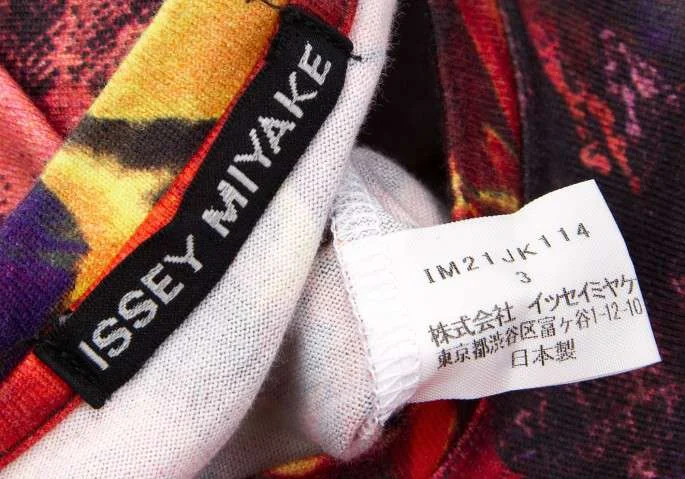 ISSEY MIYAKE
IM21JK114
3
株式会社 イッセイミヤケ
東京都渋谷区富ヶ谷1-12-10
日本製